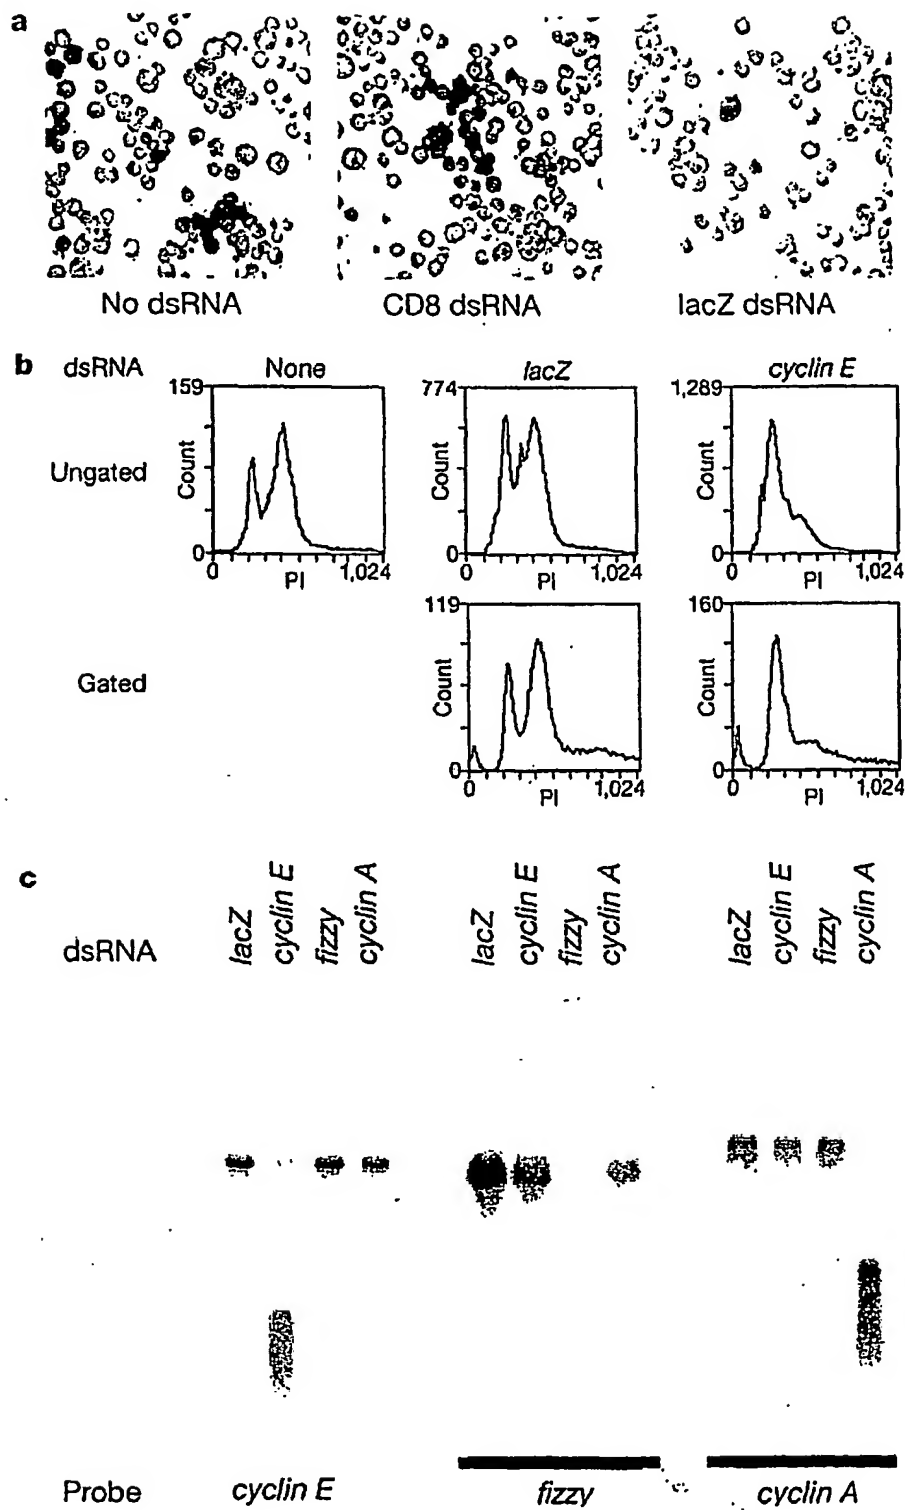 a
No dsRNA CD8 dsRNA lacZ dsRNA
b dsRNA None lacZ cyclin E
159 774 1,289
Ungated Count Count Count
0 0 0
0 PI 1,024 0 PI 1,024 0 PI 1,024
119 160
Gated Count Count
0 0
0 PI 1,024 0 PI 1,024
c
dsRNA lacZ cyclin E fizzy cyclin A lacZ cyclin E fizzy cyclin A lacZ cyclin E fizzy cyclin A
Probe cyclin E fizzy cyclin A